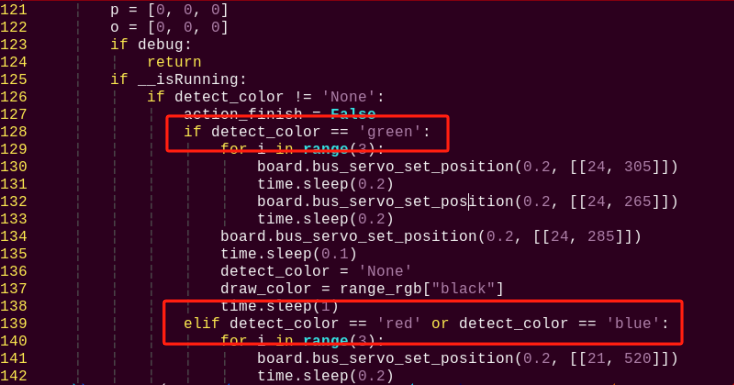 121 p = [0, 0, 0]
122 o = [0, 0, 0]
123 if debug:
124 return
125 if __isRunning:
126 if detect_color != 'None':
127 action_finish = False
128 if detect_color == 'green':
129 for i in range(3):
130 board.bus_servo_set_position(0.2, [[24, 305]])
131 time.sleep(0.2)
132 board.bus_servo_set_position(0.2, [[24, 265]])
133 time.sleep(0.2)
134 board.bus_servo_set_position(0.2, [[24, 285]])
135 time.sleep(0.1)
136 detect_color = 'None'
137 draw_color = range_rgb["black"]
138 time.sleep(1)
139 elif detect_color == 'red' or detect_color == 'blue':
140 for i in range(3):
141 board.bus_servo_set_position(0.2, [[21, 520]])
142 time.sleep(0.2)